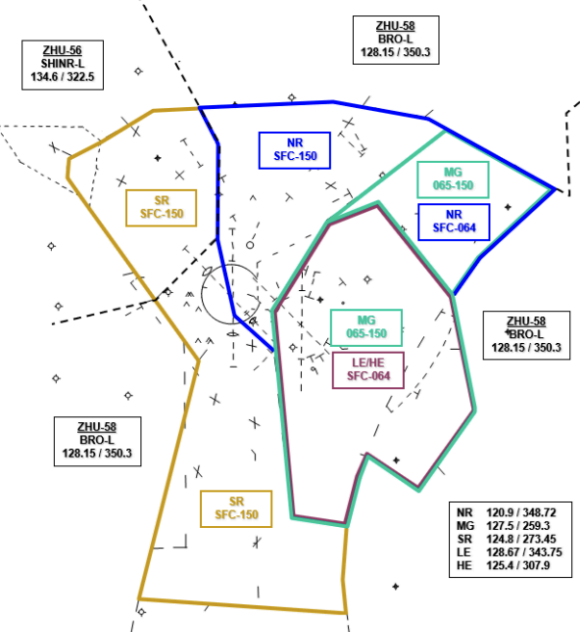 ZHU-58
BRO-L
128.15 / 350.3
ZHU-56
SHINR-L
134.6 / 322.5
NR
SFC-150
MG
065-150
SR
SFC-150
NR
SFC-064
MG
065-150
ZHU-58
BRO-L
128.15 / 350.3
LE/HE
SFC-064
ZHU-58
BRO-L
128.15 / 350.3
SR
SFC-150
NR 120.9 / 348.72
MG 127.5 / 259.3
SR 124.8 / 273.45
LE 128.67 / 343.75
HE 125.4 / 307.9